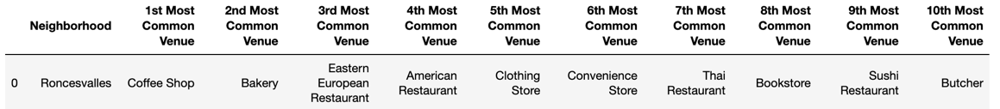 Neighborhood 1st Most Common Venue 2nd Most Common Venue 3rd Most Common Venue 4th Most Common Venue 5th Most Common Venue 6th Most Common Venue 7th Most Common Venue 8th Most Common Venue 9th Most Common Venue 10th Most Common Venue
0 Roncesvalles Coffee Shop Bakery Eastern European Restaurant American Restaurant Clothing Store Convenience Store Thai Restaurant Bookstore Sushi Restaurant Butcher